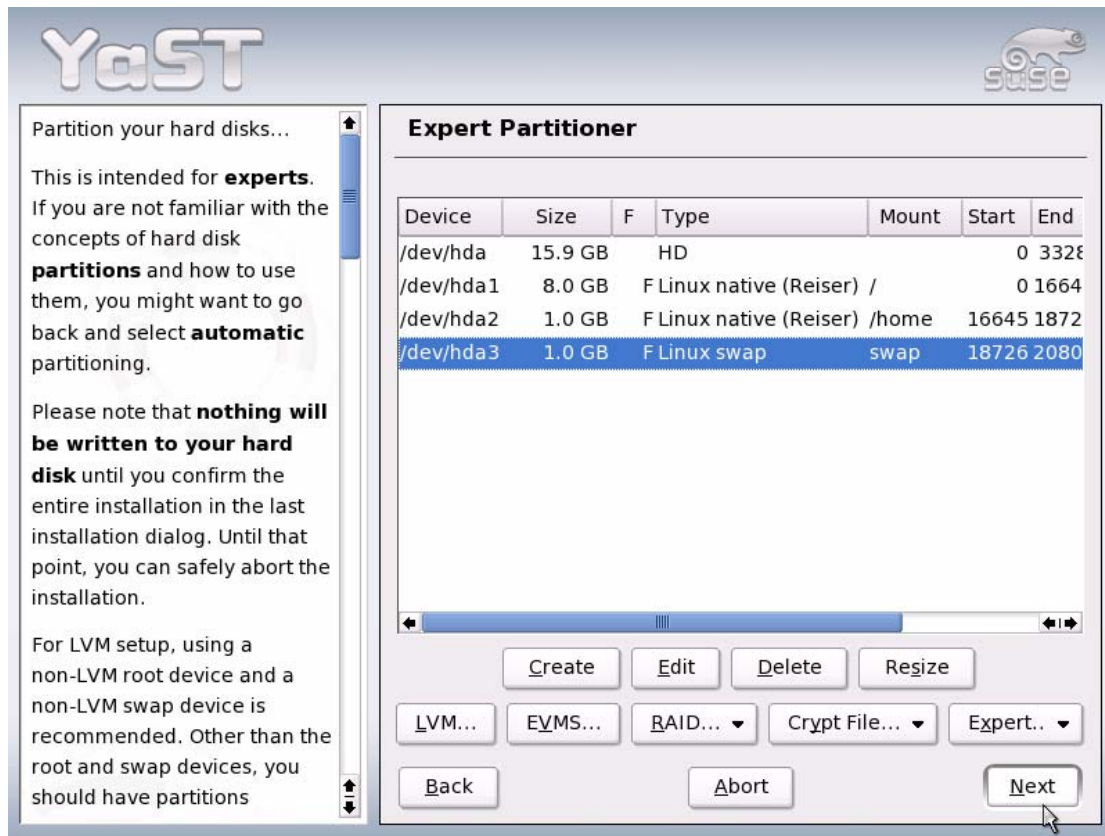 YaST
SUSE
Partition your hard disks...
This is intended for experts.
If you are not familiar with the
concepts of hard disk
partitions and how to use
them, you might want to go
back and select automatic
partitioning.
Please note that nothing will
be written to your hard
disk until you confirm the
entire installation in the last
installation dialog. Until that
point, you can safely abort the
installation.
For LVM setup, using a
non-LVM root device and a
non-LVM swap device is
recommended. Other than the
root and swap devices, you
should have partitions
Expert Partitioner
Device Size F Type Mount Start End
/dev/hda 15.9 GB HD 0 3328
/dev/hda1 8.0 GB F Linux native (Reiser) / 0 1664
/dev/hda2 1.0 GB F Linux native (Reiser) /home 16645 1872
/dev/hda3 1.0 GB F Linux swap swap 18726 2080
Create Edit Delete Resize
LVM... EVMS... RAID... Crypt File... Expert..
Back Abort Next